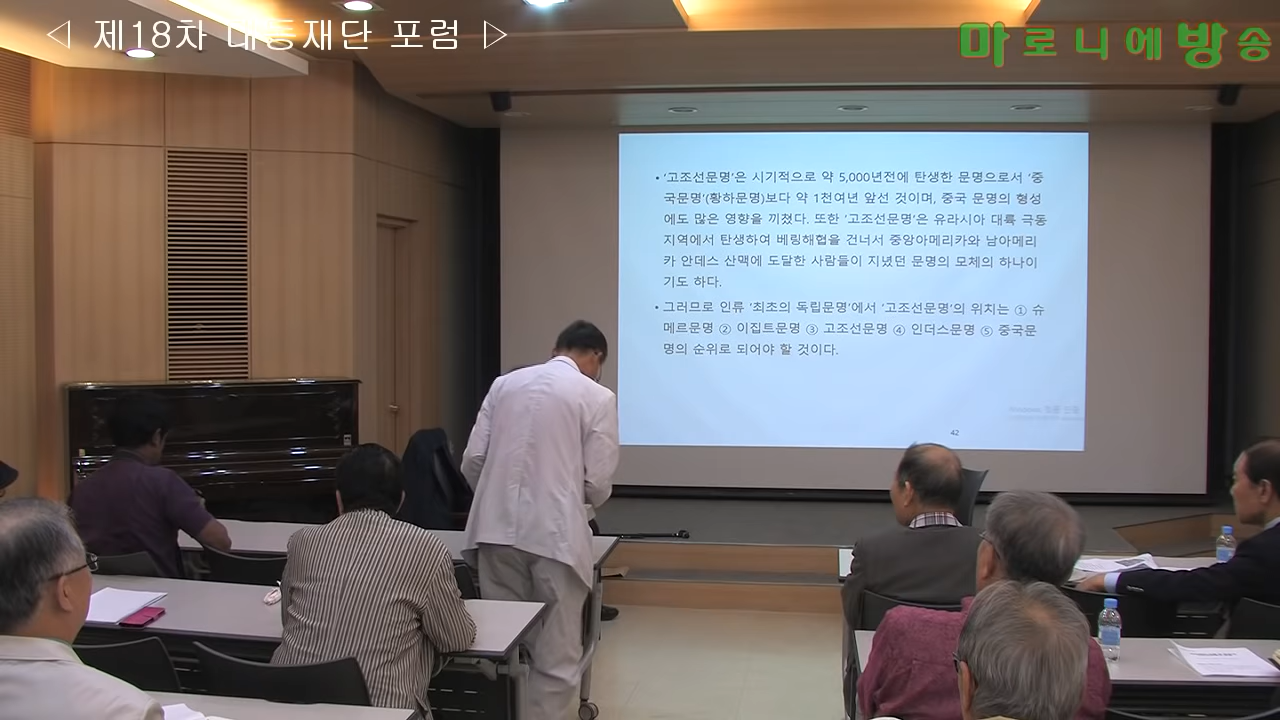 ◁ 제18차 대동재단 포럼 ▷
마로니에방송
• '고조선문명'은 시기적으로 약 5,000년전에 탄생한 문명으로서 '중
국문명'(황하문명)보다 약 1천여년 앞선 것이며, 중국 문명의 형성
에도 많은 영향을 끼쳤다. 또한 '고조선문명'은 유라시아 대륙 극동
지역에서 탄생하여 베링해협을 건너서 중앙아메리카와 남아메리
카 안데스 산맥에 도달한 사람들이 지녔던 문명의 모체의 하나이
기도 하다.
• 그러므로 인류 '최초의 독립문명'에서 '고조선문명'의 위치는 ① 슈
메르문명 ② 이집트문명 ③ 고조선문명 ④ 인더스문명 ⑤ 중국문
명의 순위로 되어야 할 것이다.
Windows 정품 인증
42